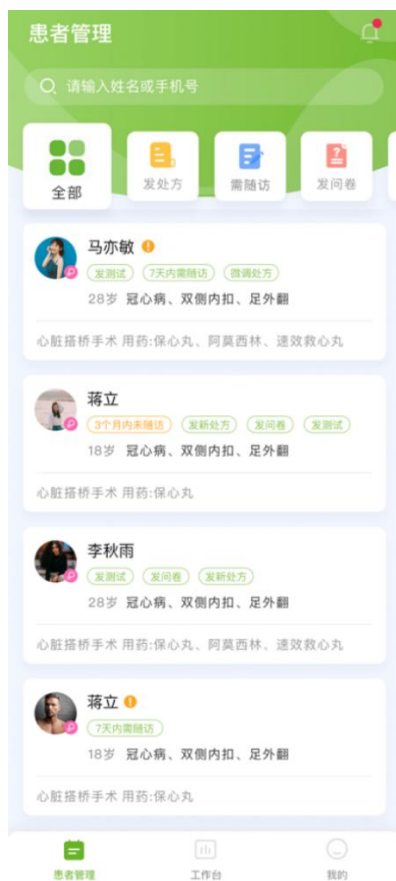 患者管理
请输入姓名或手机号
全部
发处方
需随访
发问卷
马亦敏
发测试 7天内需随访 微调处方
28岁 冠心病、双侧内扣、足外翻
心脏搭桥手术 用药:保心丸、阿莫西林、速效救心丸
蒋立
3个月内未随访 发新处方 发问卷 发测试
18岁 冠心病、双侧内扣、足外翻
心脏搭桥手术 用药:保心丸
李秋雨
发测试 发问卷 发新处方
28岁 冠心病、双侧内扣、足外翻
心脏搭桥手术 用药:保心丸、阿莫西林、速效救心丸
蒋立
7天内需随访
18岁 冠心病、双侧内扣、足外翻
心脏搭桥手术 用药:保心丸
患者管理 工作台 我的